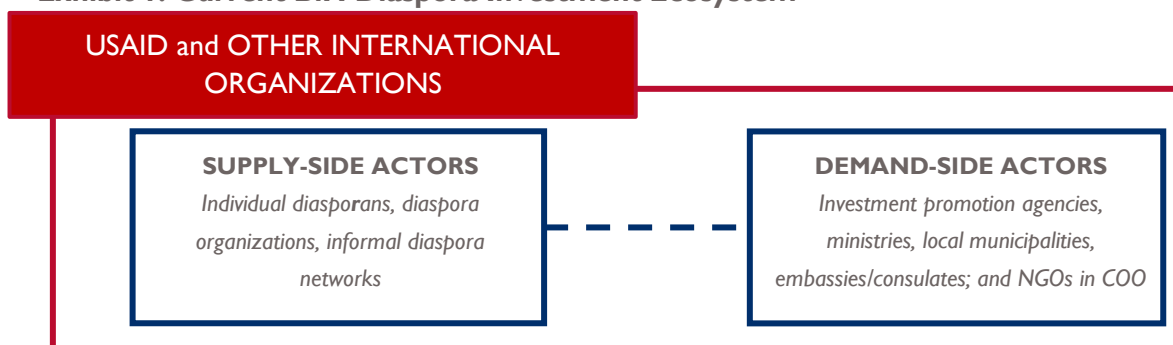 USAID and OTHER INTERNATIONAL
ORGANIZATIONS
SUPPLY-SIDE ACTORS
Individual diasporans, diaspora
organizations, informal diaspora
networks
DEMAND-SIDE ACTORS
Investment promotion agencies,
ministries, local municipalities,
embassies/consulates; and NGOs in COO